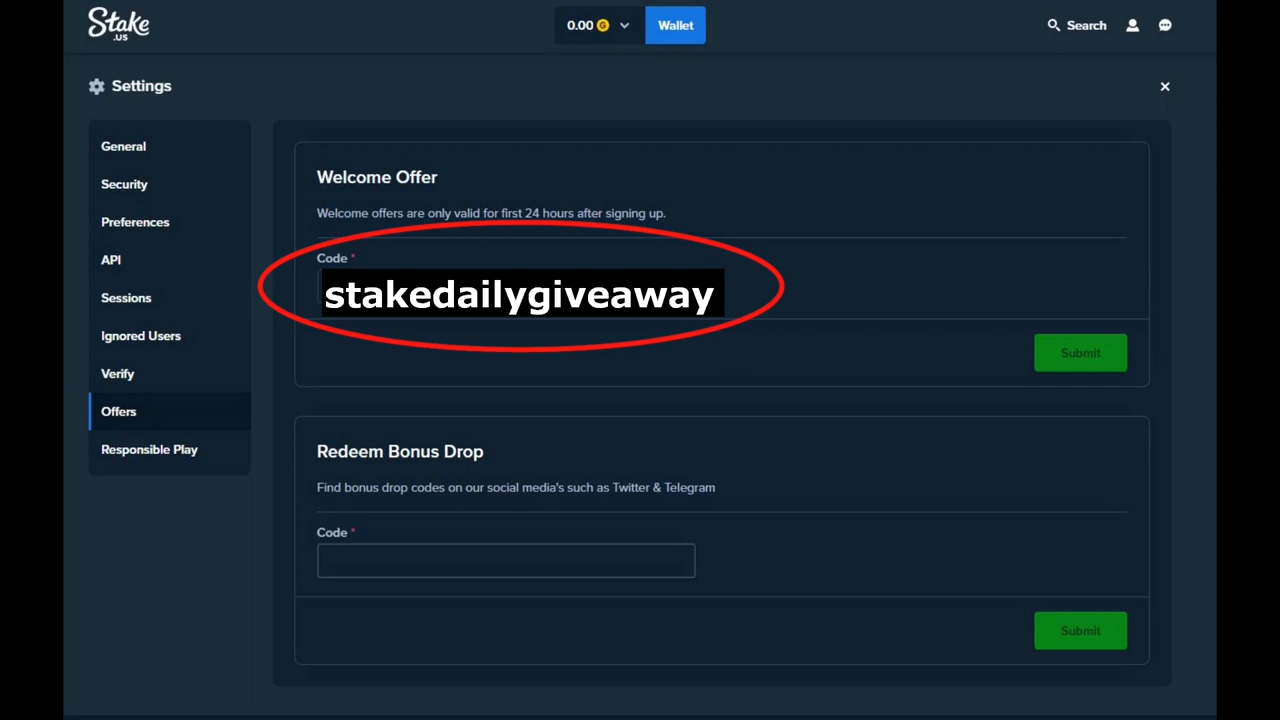 Stake
.US
0.00 G
Wallet
Search
Settings
General
Security
Preferences
API
Sessions
Ignored Users
Verify
Offers
Responsible Play
Welcome Offer
Welcome offers are only valid for first 24 hours after signing up.
Code *
stakedailygiveaway
Submit
Redeem Bonus Drop
Find bonus drop codes on our social media's such as Twitter & Telegram
Code *
Submit